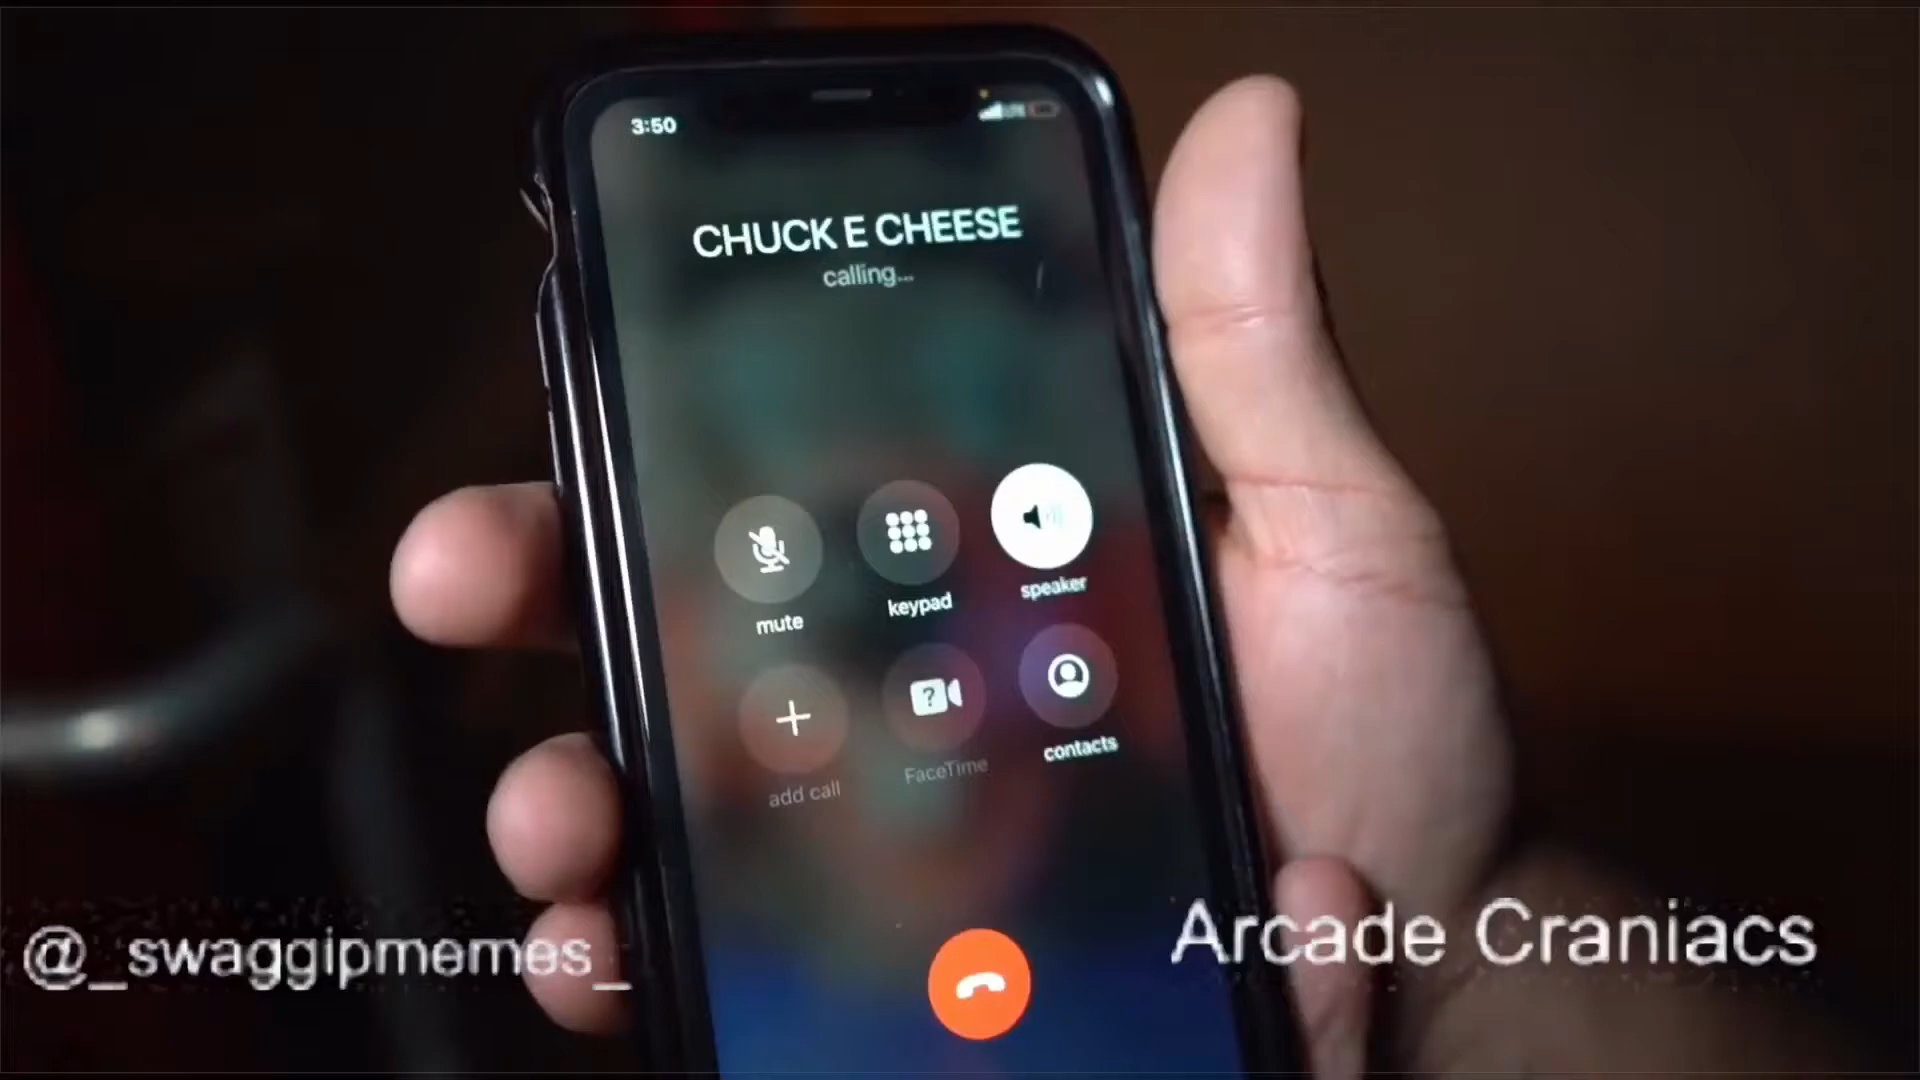 3:50
CHUCK E CHEESE
calling...
mute
keypad
speaker
add call
FaceTime
contacts
@_swaggipmemes_
Arcade Craniacs